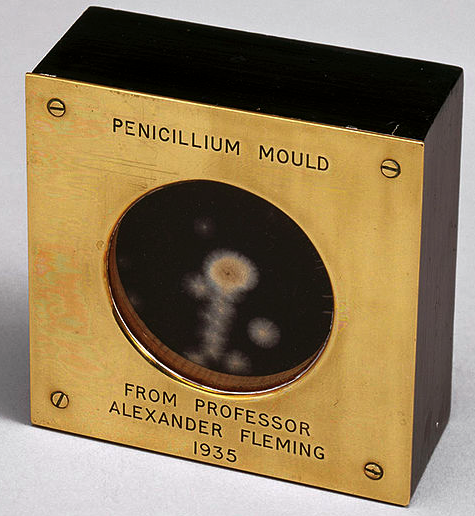 PENICILLIUM MOULD
FROM PROFESSOR
ALEXANDER FLEMING
1935